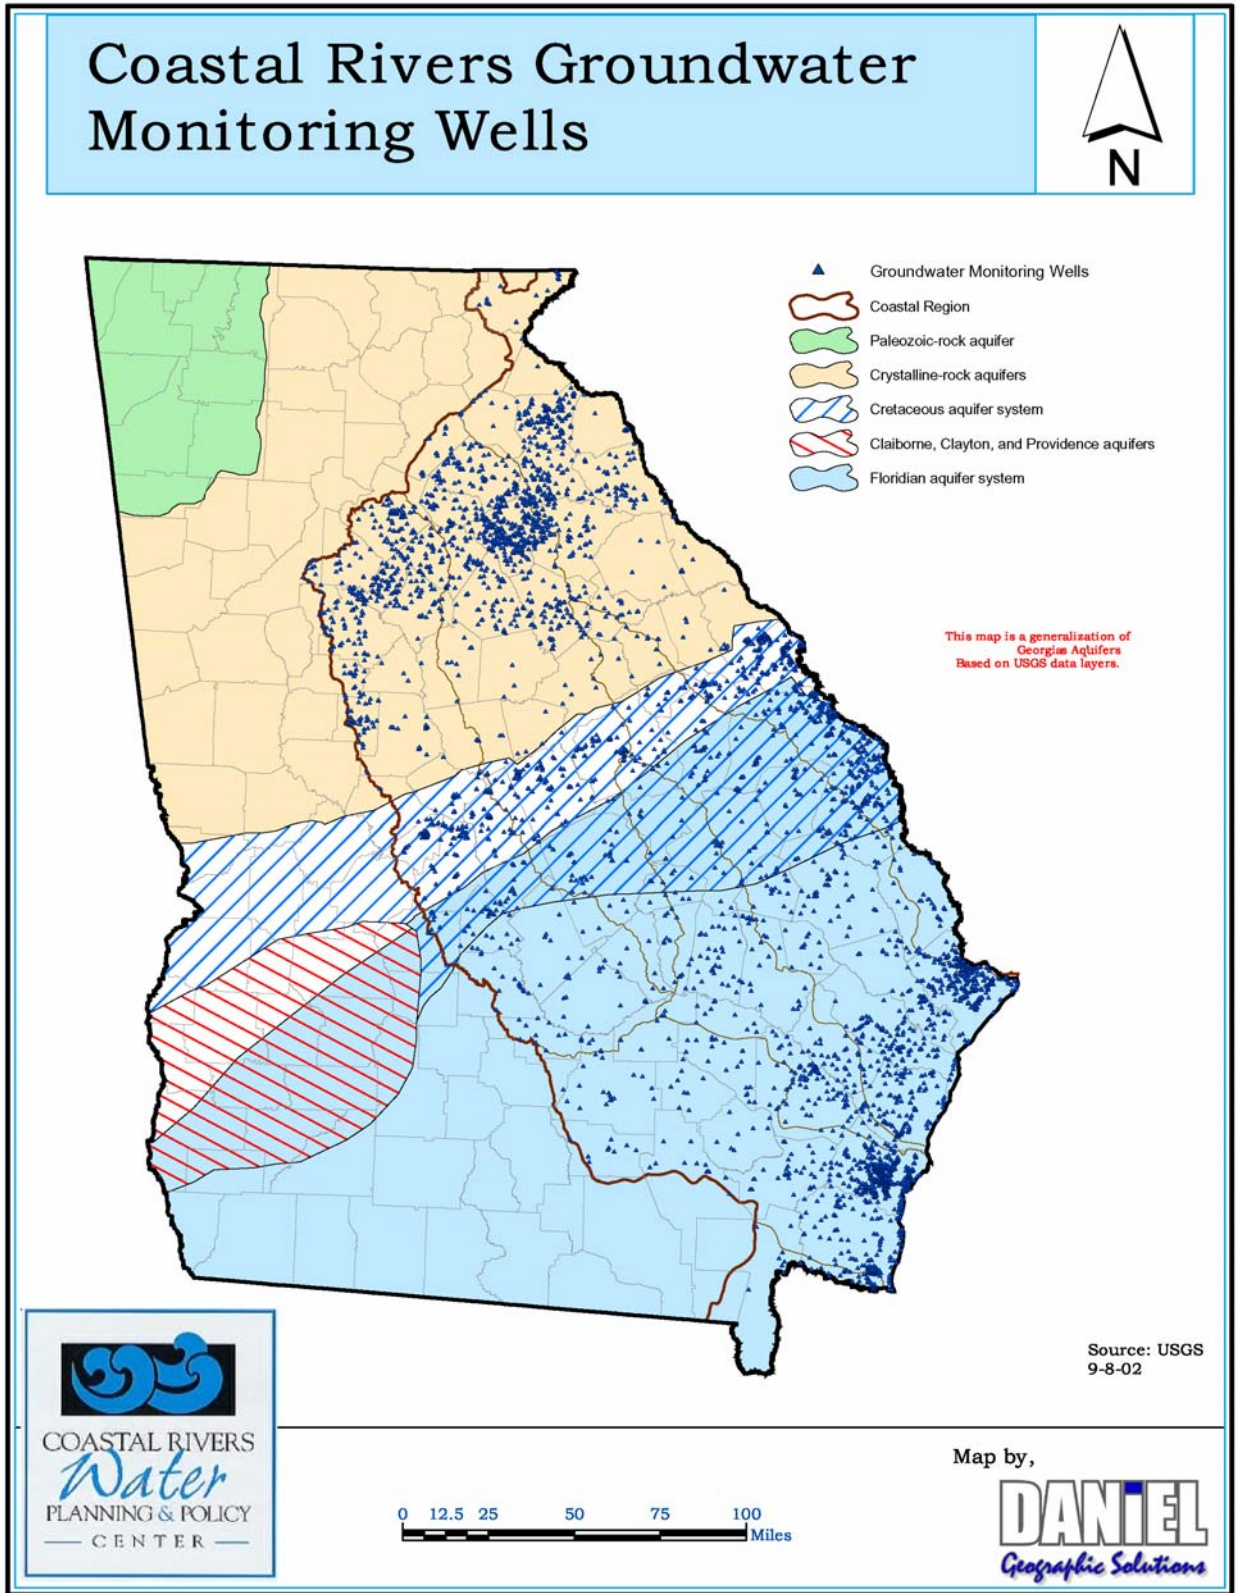 Coastal Rivers Groundwater
Monitoring Wells
N
Groundwater Monitoring Wells
Coastal Region
Paleozoic-rock aquifer
Crystalline-rock aquifers
Cretaceous aquifer system
Claiborne, Clayton, and Providence aquifers
Floridian aquifer system
This map is a generalization of
Georgias Aquifers
Based on USGS data layers.
Source: USGS
9-8-02
COASTAL RIVERS
Water
PLANNING & POLICY
CENTER
0 12.5 25 50 75 100
Miles
Map by,
DANiEL
Geographic Solutions